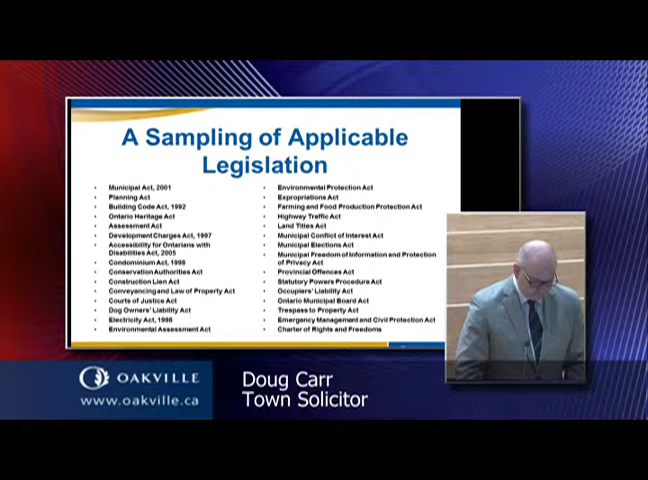 A Sampling of Applicable
Legislation
Municipal Act, 2001
Planning Act
Building Code Act, 1992
Ontario Heritage Act
Assessment Act
Development Charges Act, 1997
Accessibility for Ontarians with
Disabilities Act, 2005
Condominium Act, 1998
Conservation Authorities Act
Construction Lien Act
Conveyancing and Law of Property Act
Courts of Justice Act
Dog Owners' Liability Act
Electricity Act, 1998
Environmental Assessment Act
Environmental Protection Act
Expropriations Act
Farming and Food Production Protection Act
Highway Traffic Act
Land Titles Act
Municipal Conflict of Interest Act
Municipal Elections Act
Municipal Freedom of Information and Protection
of Privacy Act
Provincial Offences Act
Statutory Powers Procedure Act
Occupiers' Liability Act
Ontario Municipal Board Act
Trespass to Property Act
Emergency Management and Civil Protection Act
Charter of Rights and Freedoms
OAKVILLE
www.oakville.ca
Doug Carr
Town Solicitor